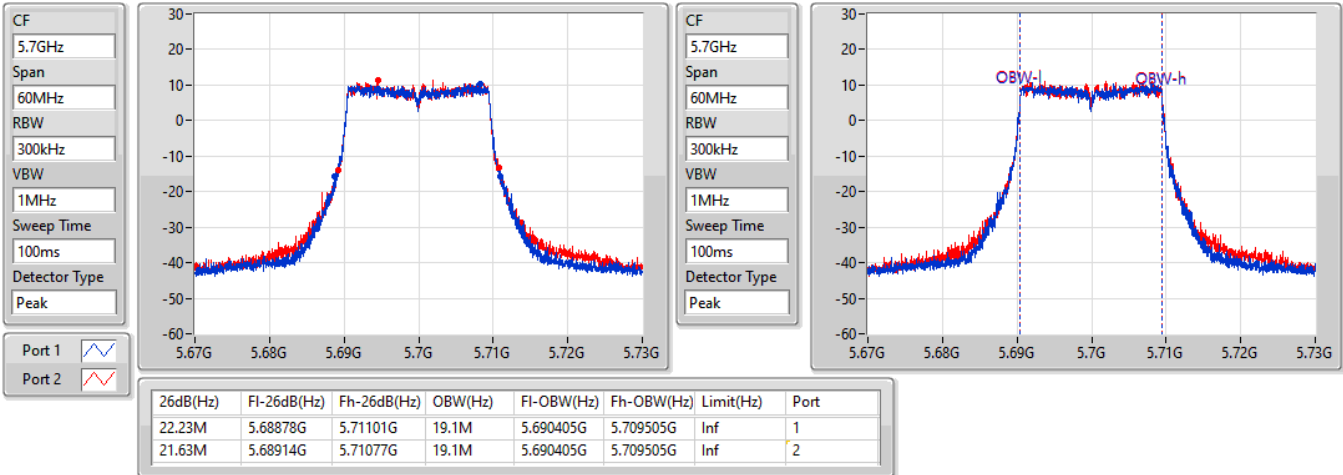 CF
5.7GHz
Span
60MHz
RBW
300kHz
VBW
1MHz
Sweep Time
100ms
Detector Type
Peak
Port 1
Port 2
30
20
10
0
-10
-20
-30
-40
-50
-60
5.67G 5.68G 5.69G 5.7G 5.71G 5.72G 5.73G
CF
5.7GHz
Span
60MHz
RBW
300kHz
VBW
1MHz
Sweep Time
100ms
Detector Type
Peak
30
20
10
0
-10
-20
-30
-40
-50
-60
OBW-l OBW-h
5.67G 5.68G 5.69G 5.7G 5.71G 5.72G 5.73G
26dB(Hz) Fl-26dB(Hz) Fh-26dB(Hz) OBW(Hz) Fl-OBW(Hz) Fh-OBW(Hz) Limit(Hz) Port
22.23M 5.68878G 5.71101G 19.1M 5.690405G 5.709505G Inf 1
21.63M 5.68914G 5.71077G 19.1M 5.690405G 5.709505G Inf 2